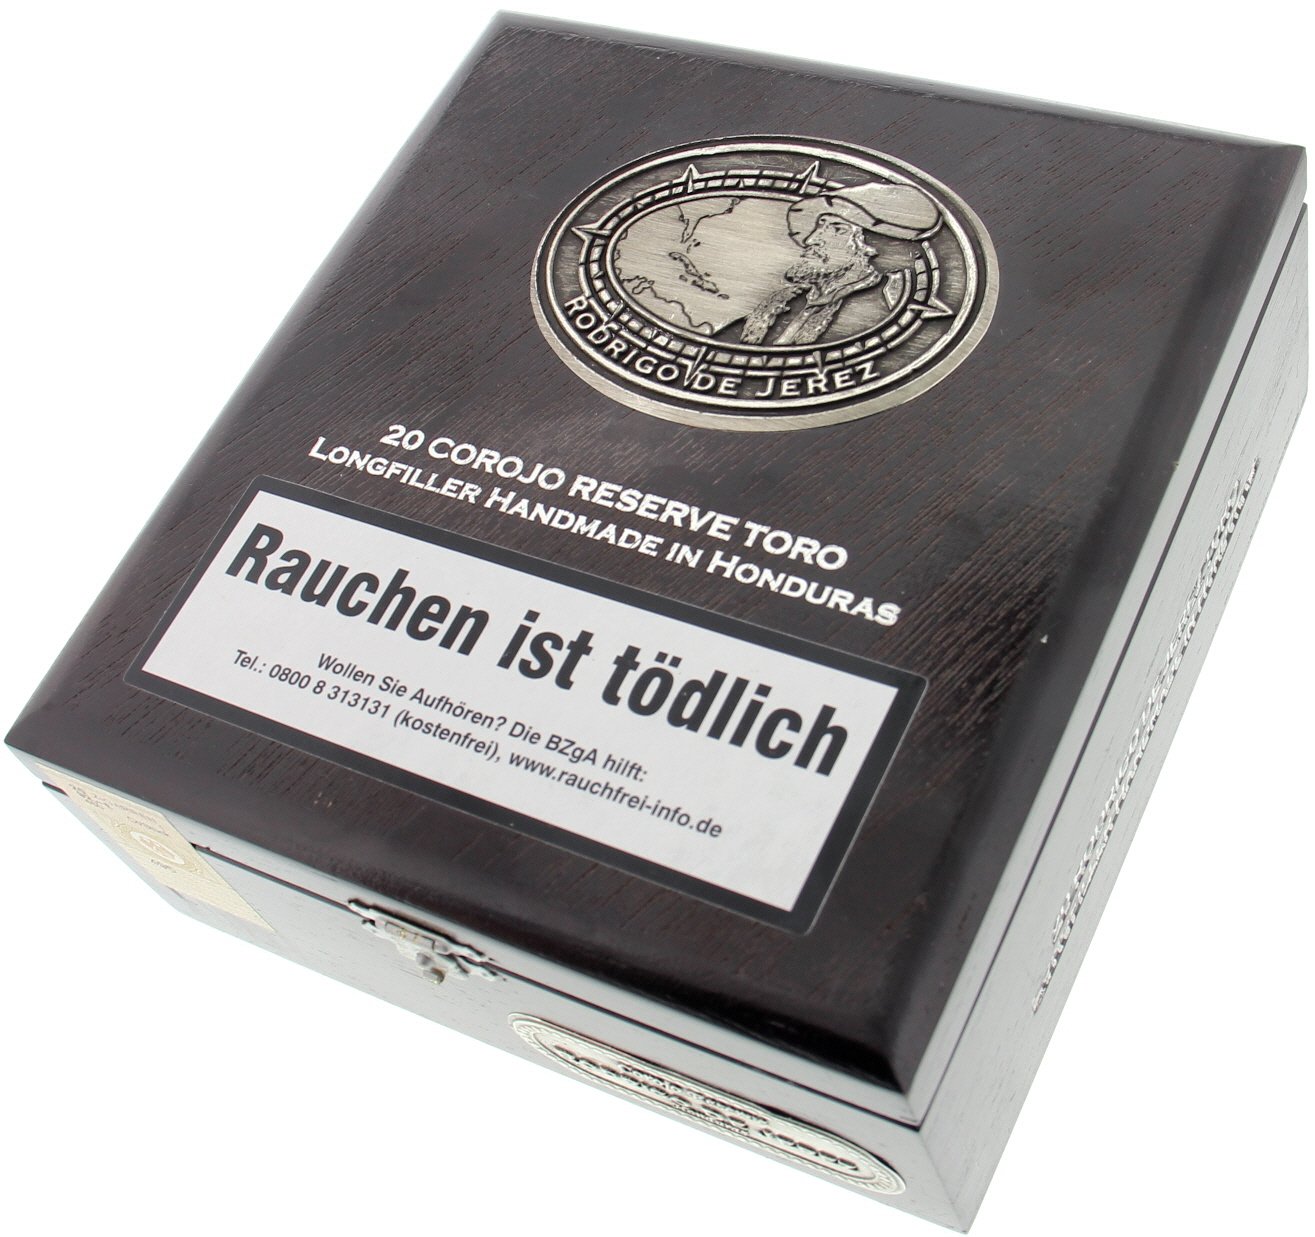 RODRIGO DE JEREZ
20 COROJO RESERVE TORO
LONGFILLER HANDMADE IN HONDURAS
Rauchen ist tödlich
Wollen Sie Aufhören? Die BZgA hilft:
Tel.: 0800 8 313131 (kostenfrei), www.rauchfrei-info.de